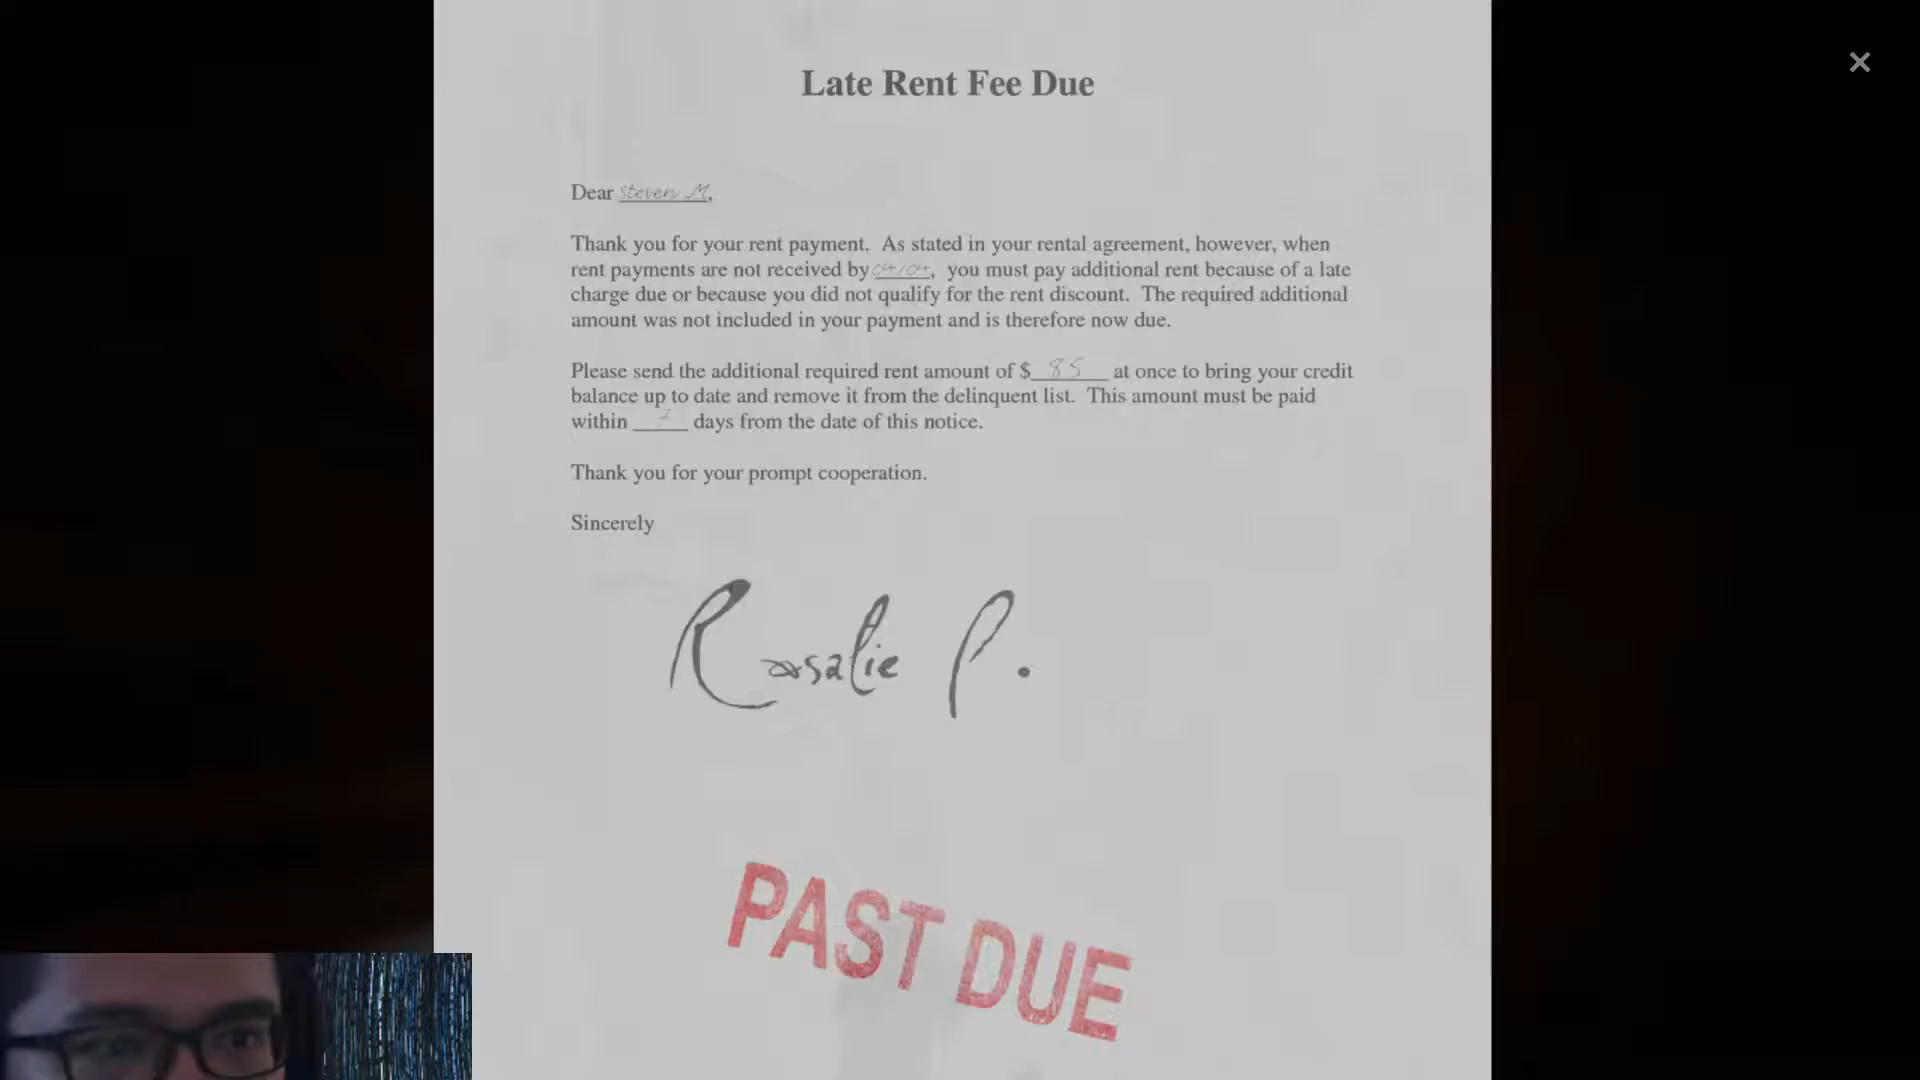 Late Rent Fee Due
Dear Steven M.,
Thank you for your rent payment. As stated in your rental agreement, however, when
rent payments are not received by 04/04, you must pay additional rent because of a late
charge due or because you did not qualify for the rent discount. The required additional
amount was not included in your payment and is therefore now due.
Please send the additional required rent amount of $ 85 at once to bring your credit
balance up to date and remove it from the delinquent list. This amount must be paid
within days from the date of this notice.
Thank you for your prompt cooperation.
Sincerely
Rosalie P.
PAST DUE